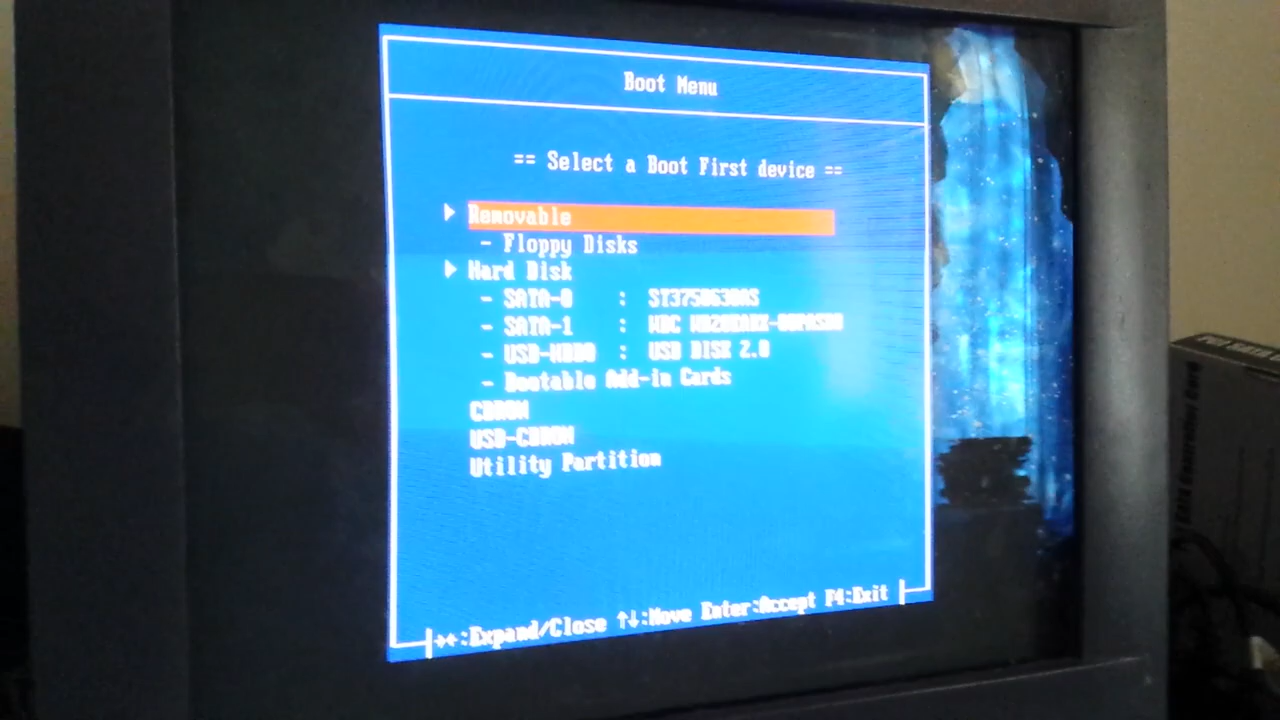 Boot Menu
== Select a Boot First device ==
Removable
- Floppy Disks
Hard Disk
- SATA-0 : ST3750630AS
- SATA-1 : WDC
- USB-HDD0 : USB DISK 2.0
- Bootable Add-in Cards
CDROM
USB-CDROM
Utility Partition
→←:Expand/Close ↑↓:Move Enter:Accept F4:Exit